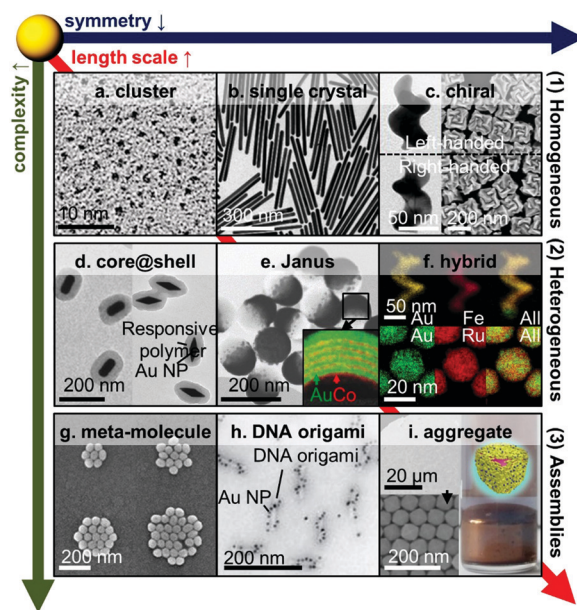 symmetry ↓
length scale ↑
complexity ↑
a. cluster
10 nm
b. single crystal
300 nm
c. chiral
Left-handed
Right-handed
50 nm
200 nm
(1) Homogeneous
d. core@shell
Responsive
polymer
Au NP
200 nm
e. Janus
200 nm
AuCo
f. hybrid
50 nm
Au Fe All
Au Ru All
20 nm
(2) Heterogeneous
g. meta-molecule
200 nm
h. DNA origami
DNA origami
Au NP
200 nm
i. aggregate
20 μm
200 nm
(3) Assemblies